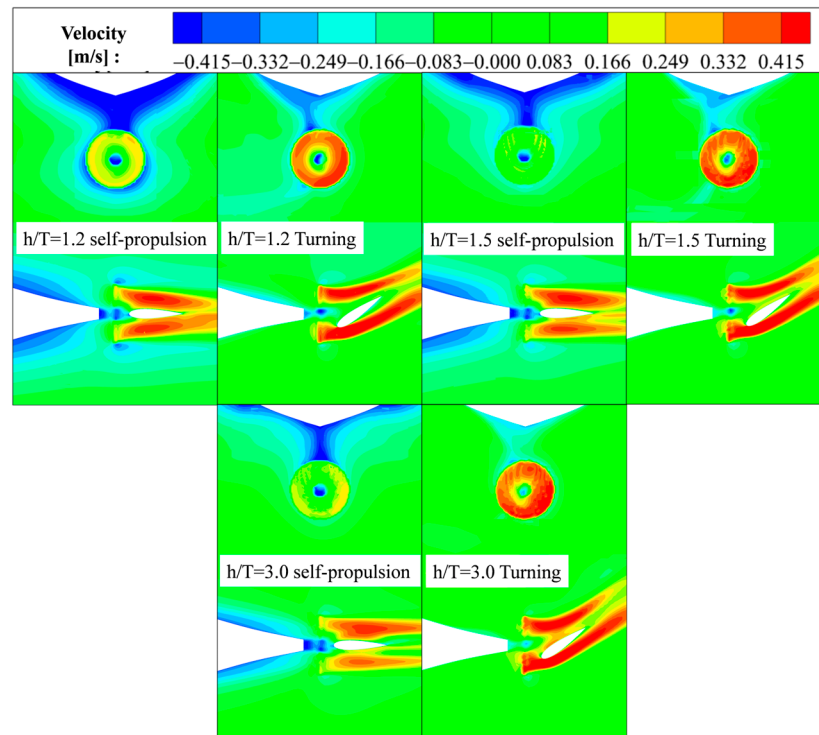 Velocity
[m/s] :
−0.415 −0.332 −0.249 −0.166 −0.083 −0.000 0.083 0.166 0.249 0.332 0.415
h/T=1.2 self-propulsion h/T=1.2 Turning h/T=1.5 self-propulsion h/T=1.5 Turning
h/T=3.0 self-propulsion h/T=3.0 Turning